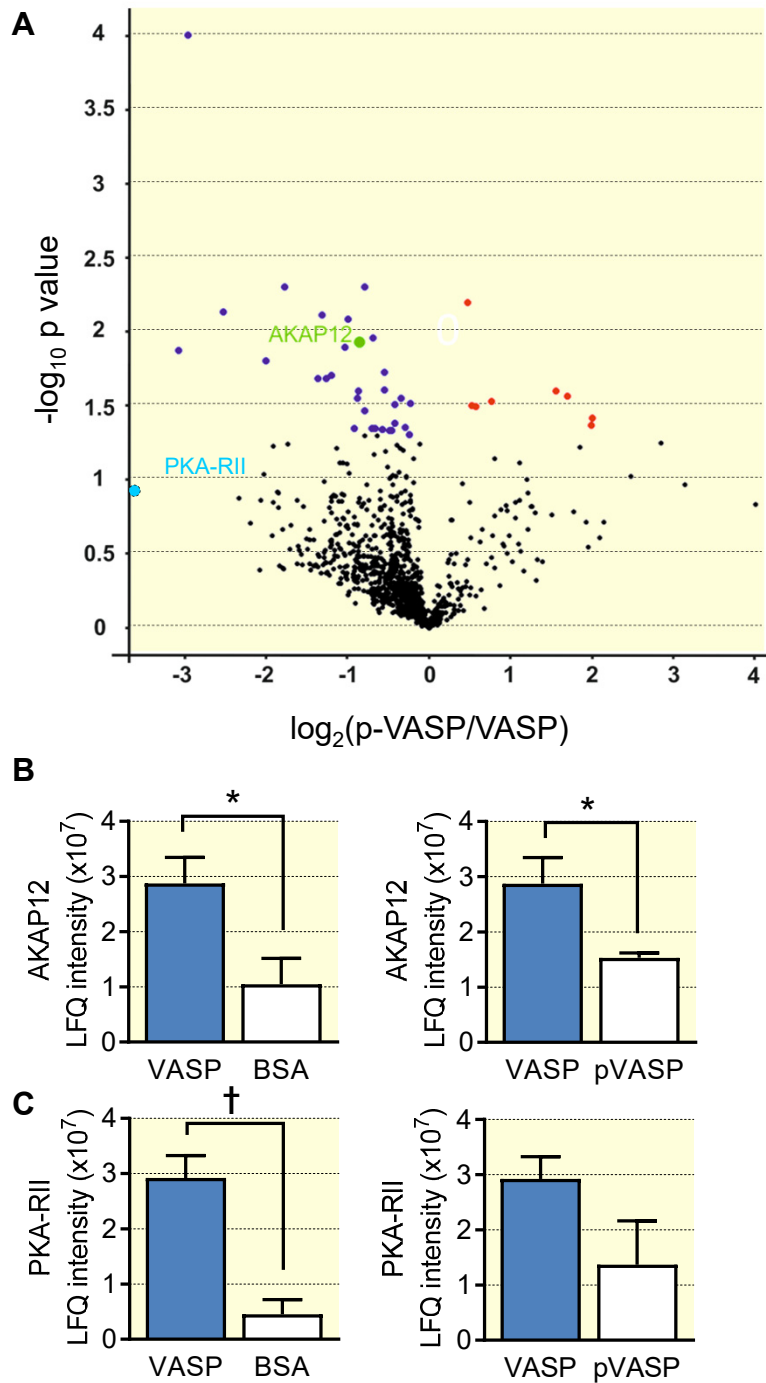 A
4
3.5
3
2.5
2
1.5
1
0.5
0
-log10 p value
0
AKAP12
PKA-RII
-3 -2 -1 0 1 2 3 4
log2(p-VASP/VASP)
B
AKAP12
LFQ intensity (x10^7)
4
3
2
1
0
*
VASP BSA
AKAP12
LFQ intensity (x10^7)
4
3
2
1
0
*
VASP pVASP
C
PKA-RII
LFQ intensity (x10^7)
4
3
2
1
0
†
VASP BSA
PKA-RII
LFQ intensity (x10^7)
4
3
2
1
0
VASP pVASP